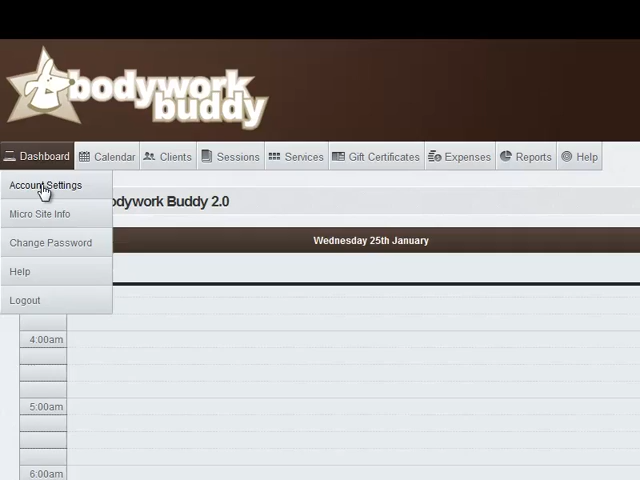 bodywork
buddy
Dashboard Calendar Clients Sessions Services Gift Certificates Expenses Reports Help
Account Settings
Micro Site Info
Change Password
Help
Logout
odywork Buddy 2.0
Wednesday 25th January
4:00am
5:00am
6:00am